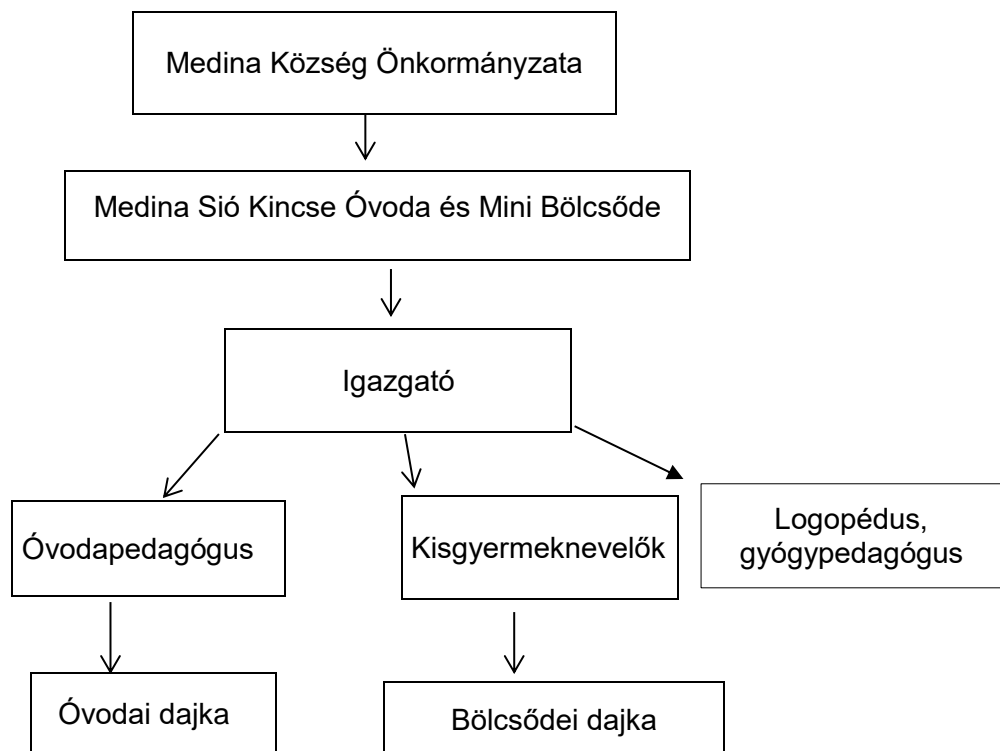 Medina Község Önkormányzata
Medina Sió Kincse Óvoda és Mini Bölcsőde
Igazgató
Óvodapedagógus
Kisgyermeknevelők
Logopédus,
gyógypedagógus
Óvodai dajka
Bölcsődei dajka